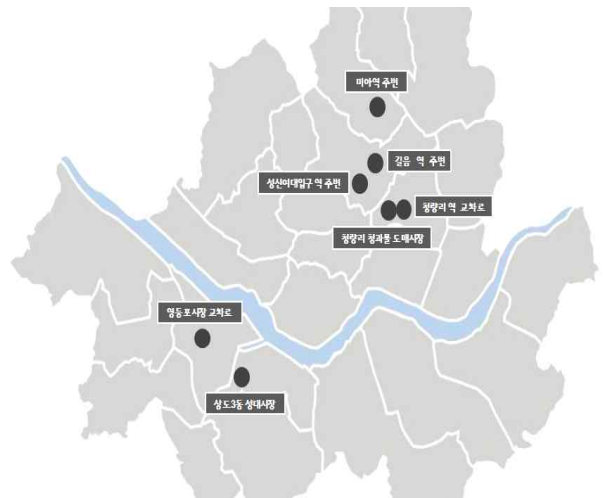 미아역 주변
길음 역 주변
성신여대입구 역 주변
청량리 역 교차로
청량리 청과물 도매시장
영등포시장 교차로
상도3동 성대시장